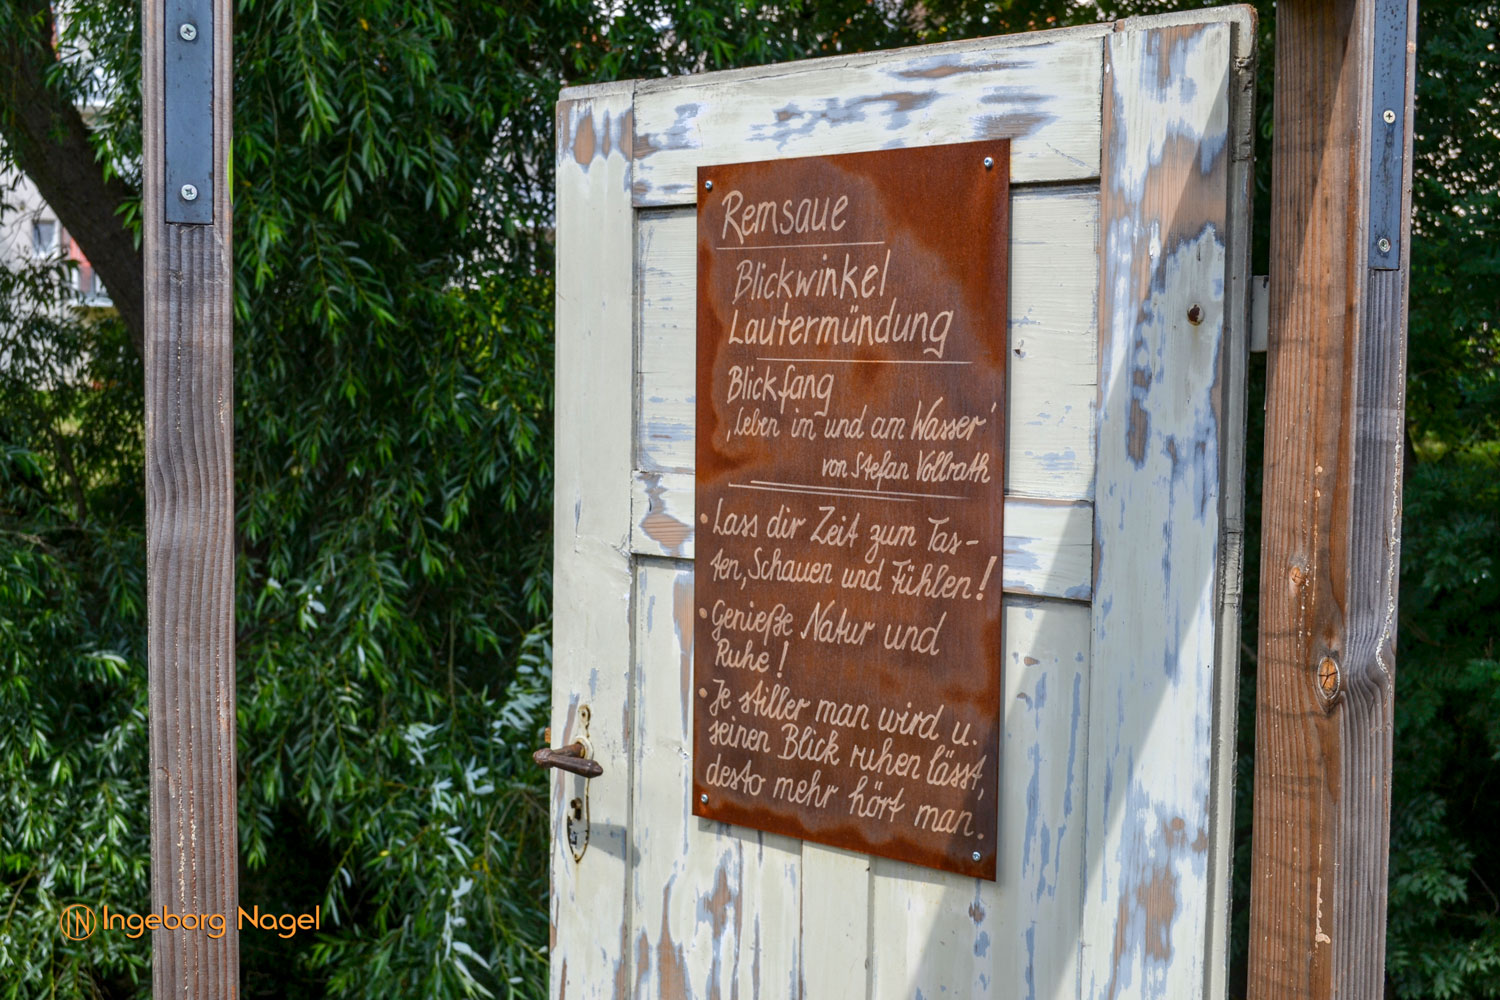 Remsaue
Blickwinkel
Lautermündung
Blickfang
‚Leben im und am Wasser‘
von Stefan Vollrath
• Lass dir Zeit zum Tas-
ten, Schauen und Fühlen!
• Genieße Natur und
Ruhe!
• Je stiller man wird u.
seinen Blick ruhen lässt,
desto mehr hört man.
IN Ingeborg Nagel